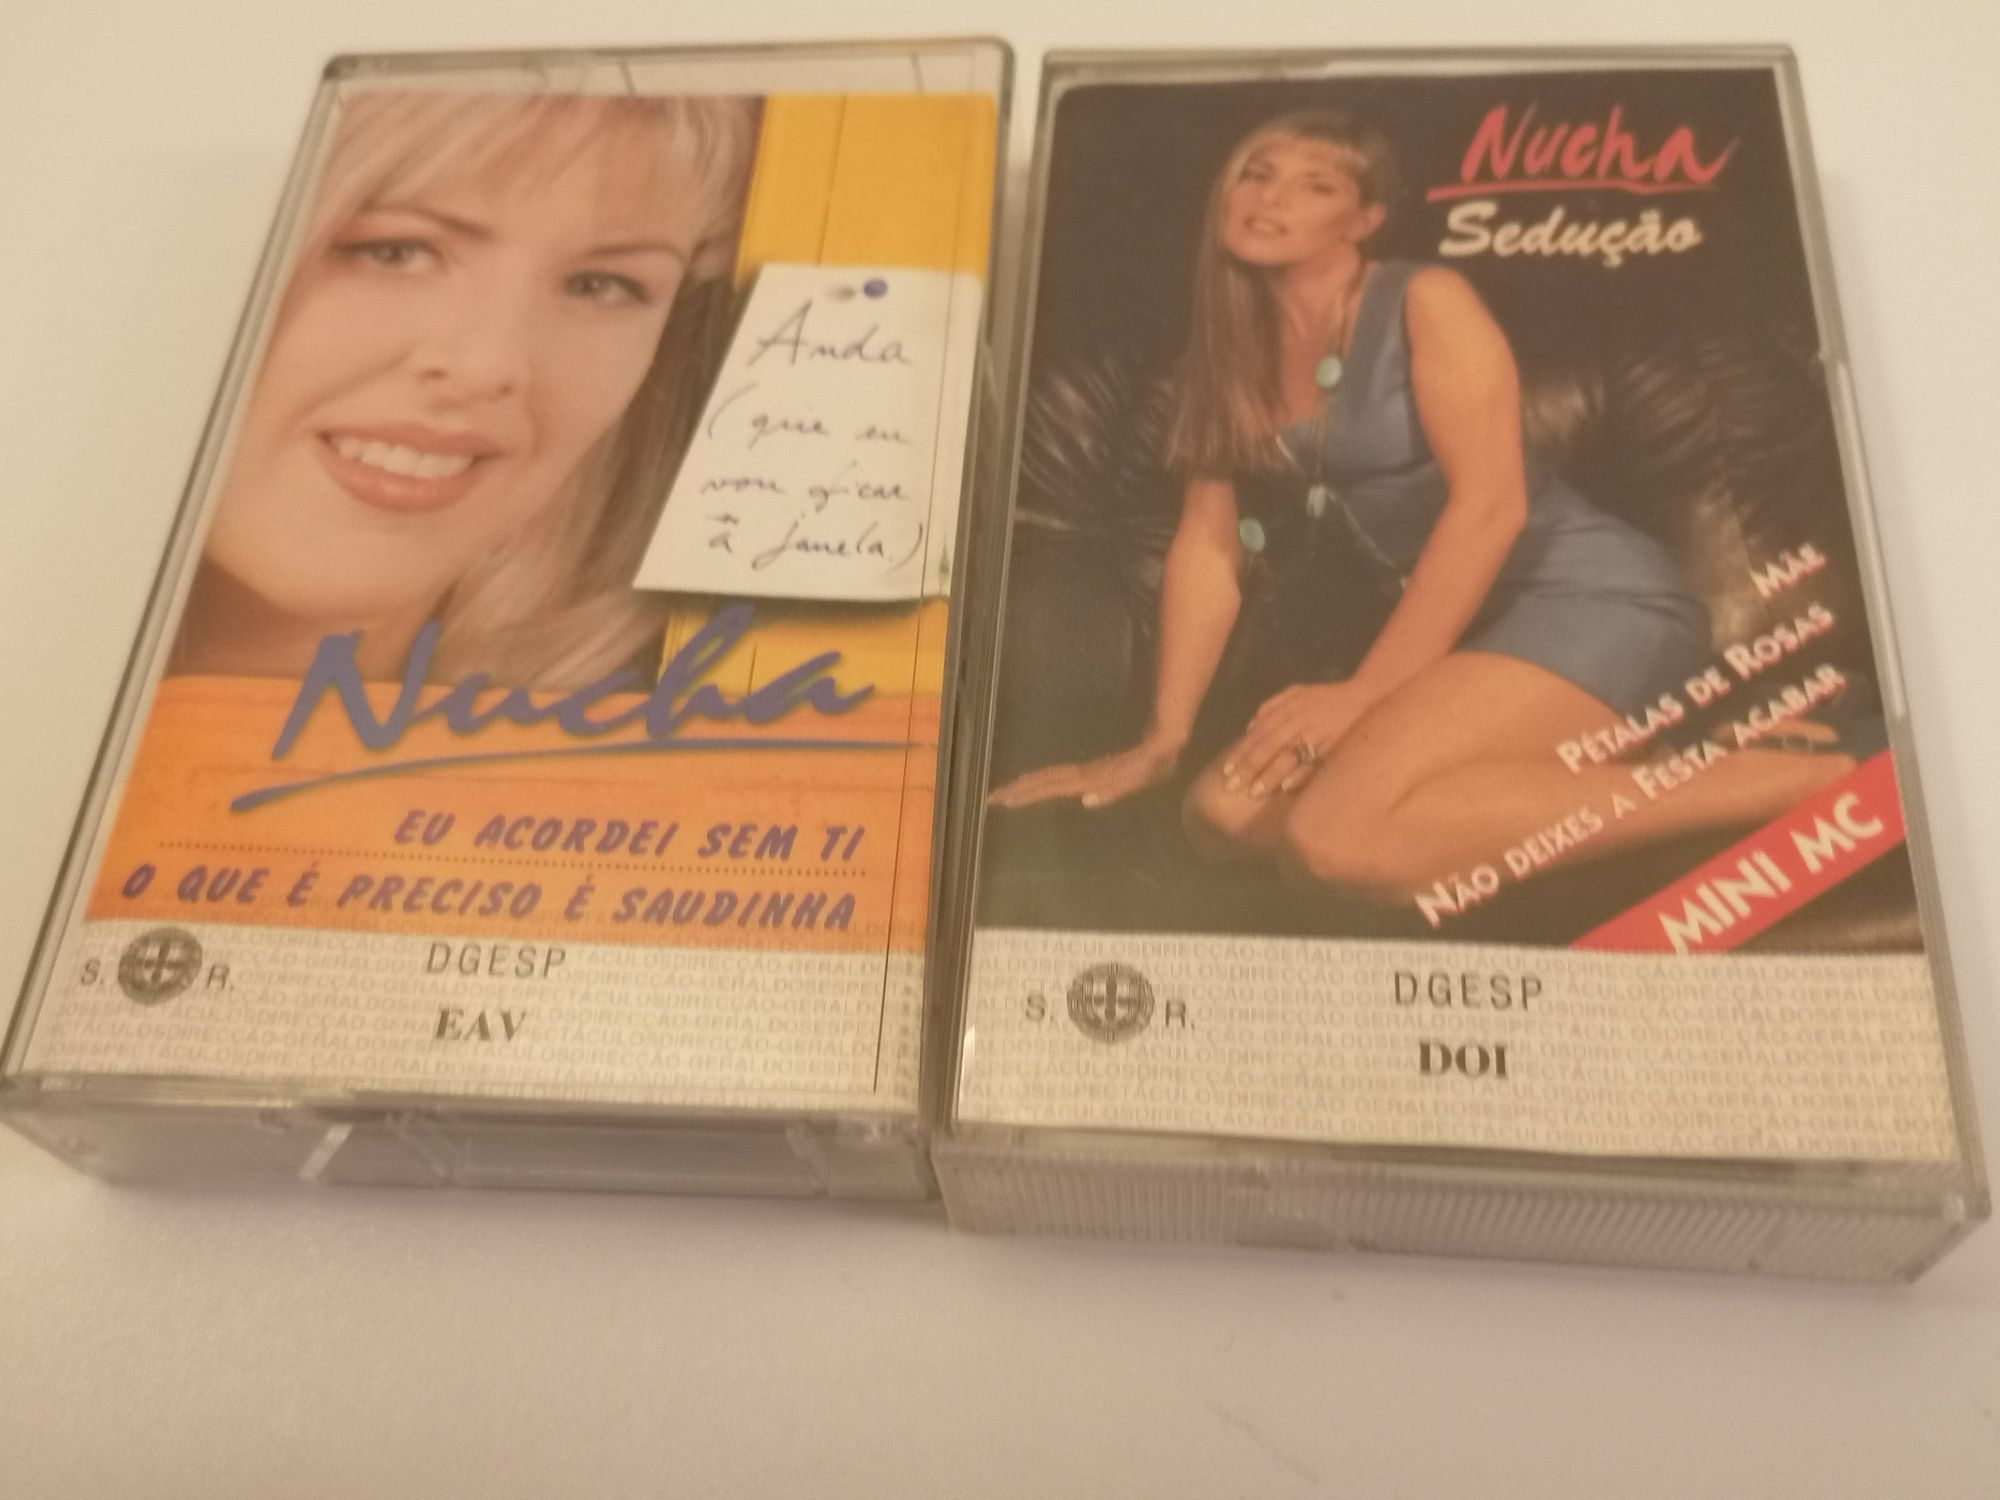 Anda
(que eu
vou ficar
à janela.)
Nucha
EU ACORDEI SEM TI
O QUE É PRECISO É SAUDINHA
S. R.
DGESP
EAV
Nucha
Sedução
MÃE
PÉTALAS DE ROSAS
NÃO DEIXES A FESTA ACABAR
MINI MC
S. R.
DGESP
DOI